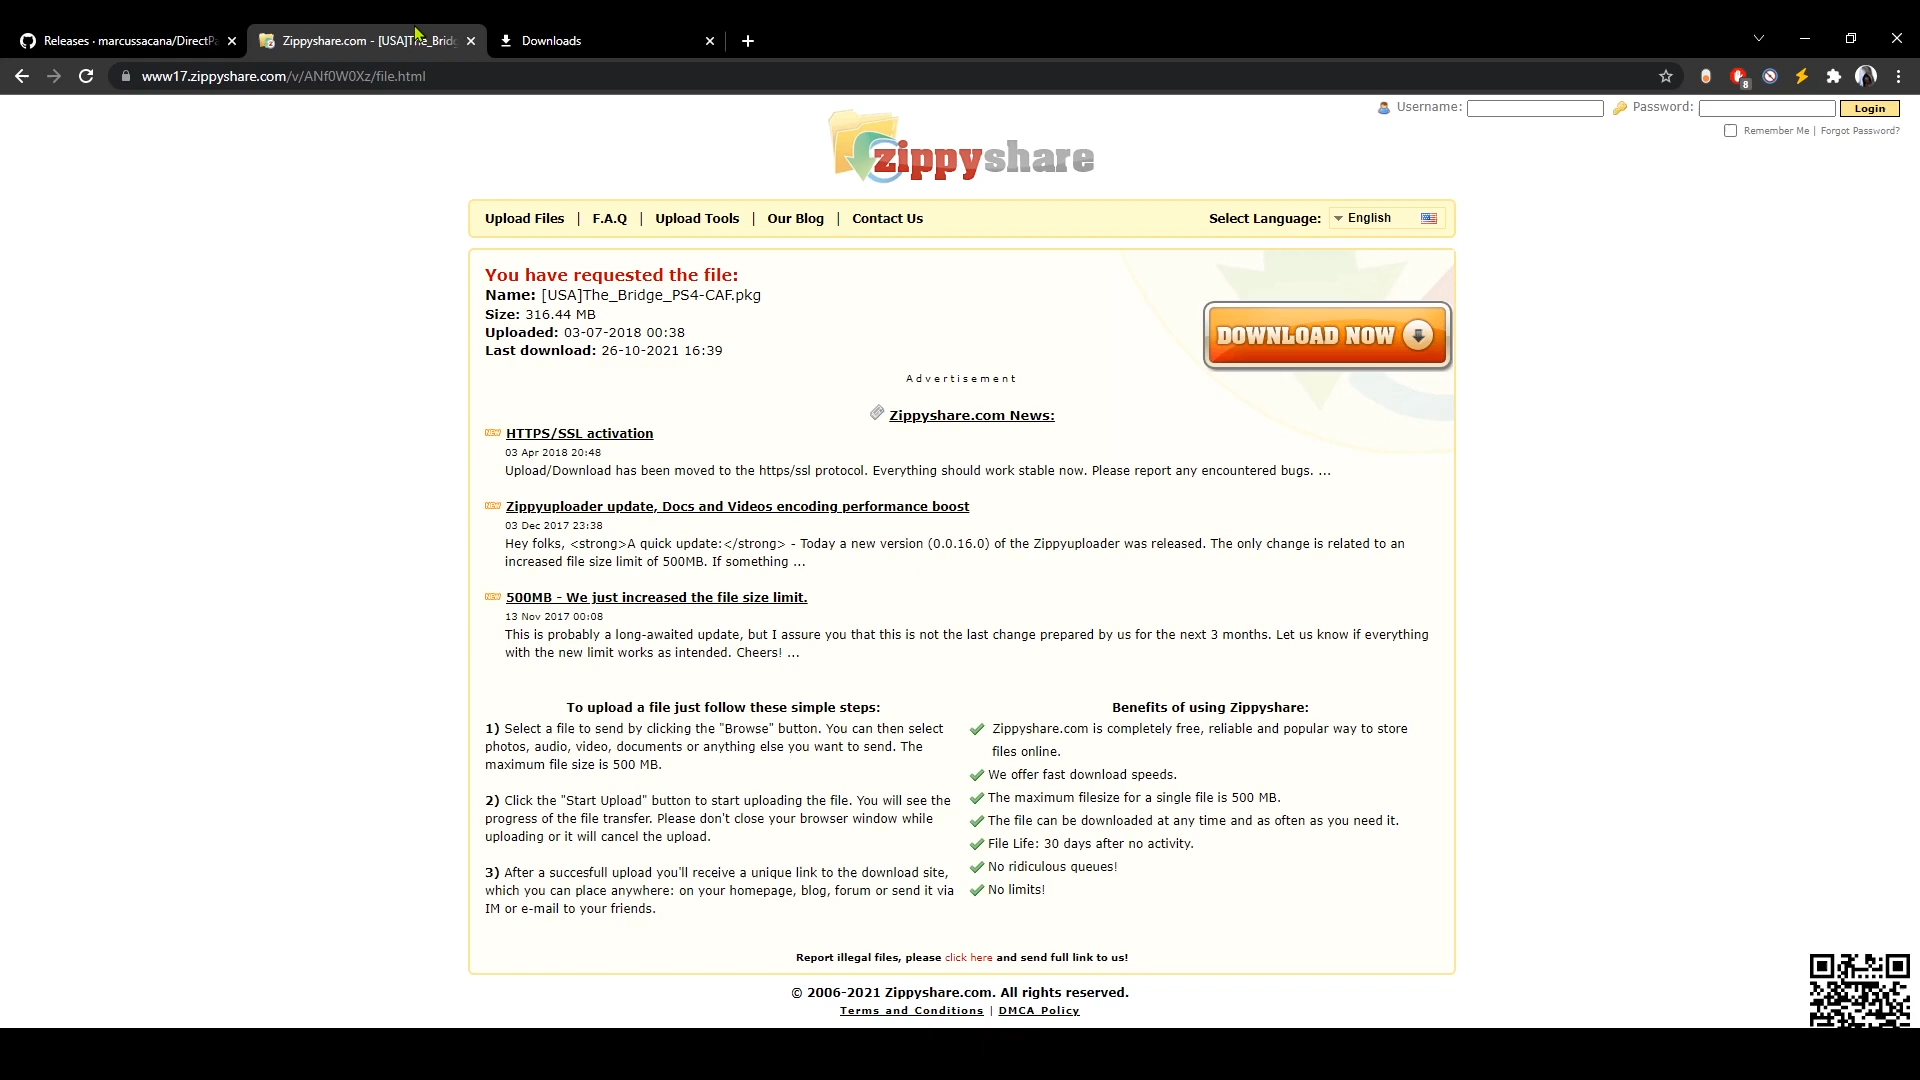 Releases · marcussacana/DirectPa
Zippyshare.com - [USA]The_Bridg
Downloads
www17.zippyshare.com/v/ANf0W0Xz/file.html
8
Username:
Password:
Login
Remember Me | Forgot Password?
zippyshare
Upload Files | F.A.Q | Upload Tools | Our Blog | Contact Us
Select Language: English
You have requested the file:
Name: [USA]The_Bridge_PS4-CAF.pkg
Size: 316.44 MB
Uploaded: 03-07-2018 00:38
Last download: 26-10-2021 16:39
DOWNLOAD NOW
Advertisement
Zippyshare.com News:
NEW HTTPS/SSL activation
03 Apr 2018 20:48
Upload/Download has been moved to the https/ssl protocol. Everything should work stable now. Please report any encountered bugs. ...
NEW Zippyuploader update, Docs and Videos encoding performance boost
03 Dec 2017 23:38
Hey folks, <strong>A quick update:</strong> - Today a new version (0.0.16.0) of the Zippyuploader was released. The only change is related to an
increased file size limit of 500MB. If something ...
NEW 500MB - We just increased the file size limit.
13 Nov 2017 00:08
This is probably a long-awaited update, but I assure you that this is not the last change prepared by us for the next 3 months. Let us know if everything
with the new limit works as intended. Cheers! ...
To upload a file just follow these simple steps:
1) Select a file to send by clicking the "Browse" button. You can then select
photos, audio, video, documents or anything else you want to send. The
maximum file size is 500 MB.
2) Click the "Start Upload" button to start uploading the file. You will see the
progress of the file transfer. Please don't close your browser window while
uploading or it will cancel the upload.
3) After a succesfull upload you'll receive a unique link to the download site,
which you can place anywhere: on your homepage, blog, forum or send it via
IM or e-mail to your friends.
Benefits of using Zippyshare:
Zippyshare.com is completely free, reliable and popular way to store
files online.
We offer fast download speeds.
The maximum filesize for a single file is 500 MB.
The file can be downloaded at any time and as often as you need it.
File Life: 30 days after no activity.
No ridiculous queues!
No limits!
Report illegal files, please click here and send full link to us!
© 2006-2021 Zippyshare.com. All rights reserved.
Terms and Conditions | DMCA Policy